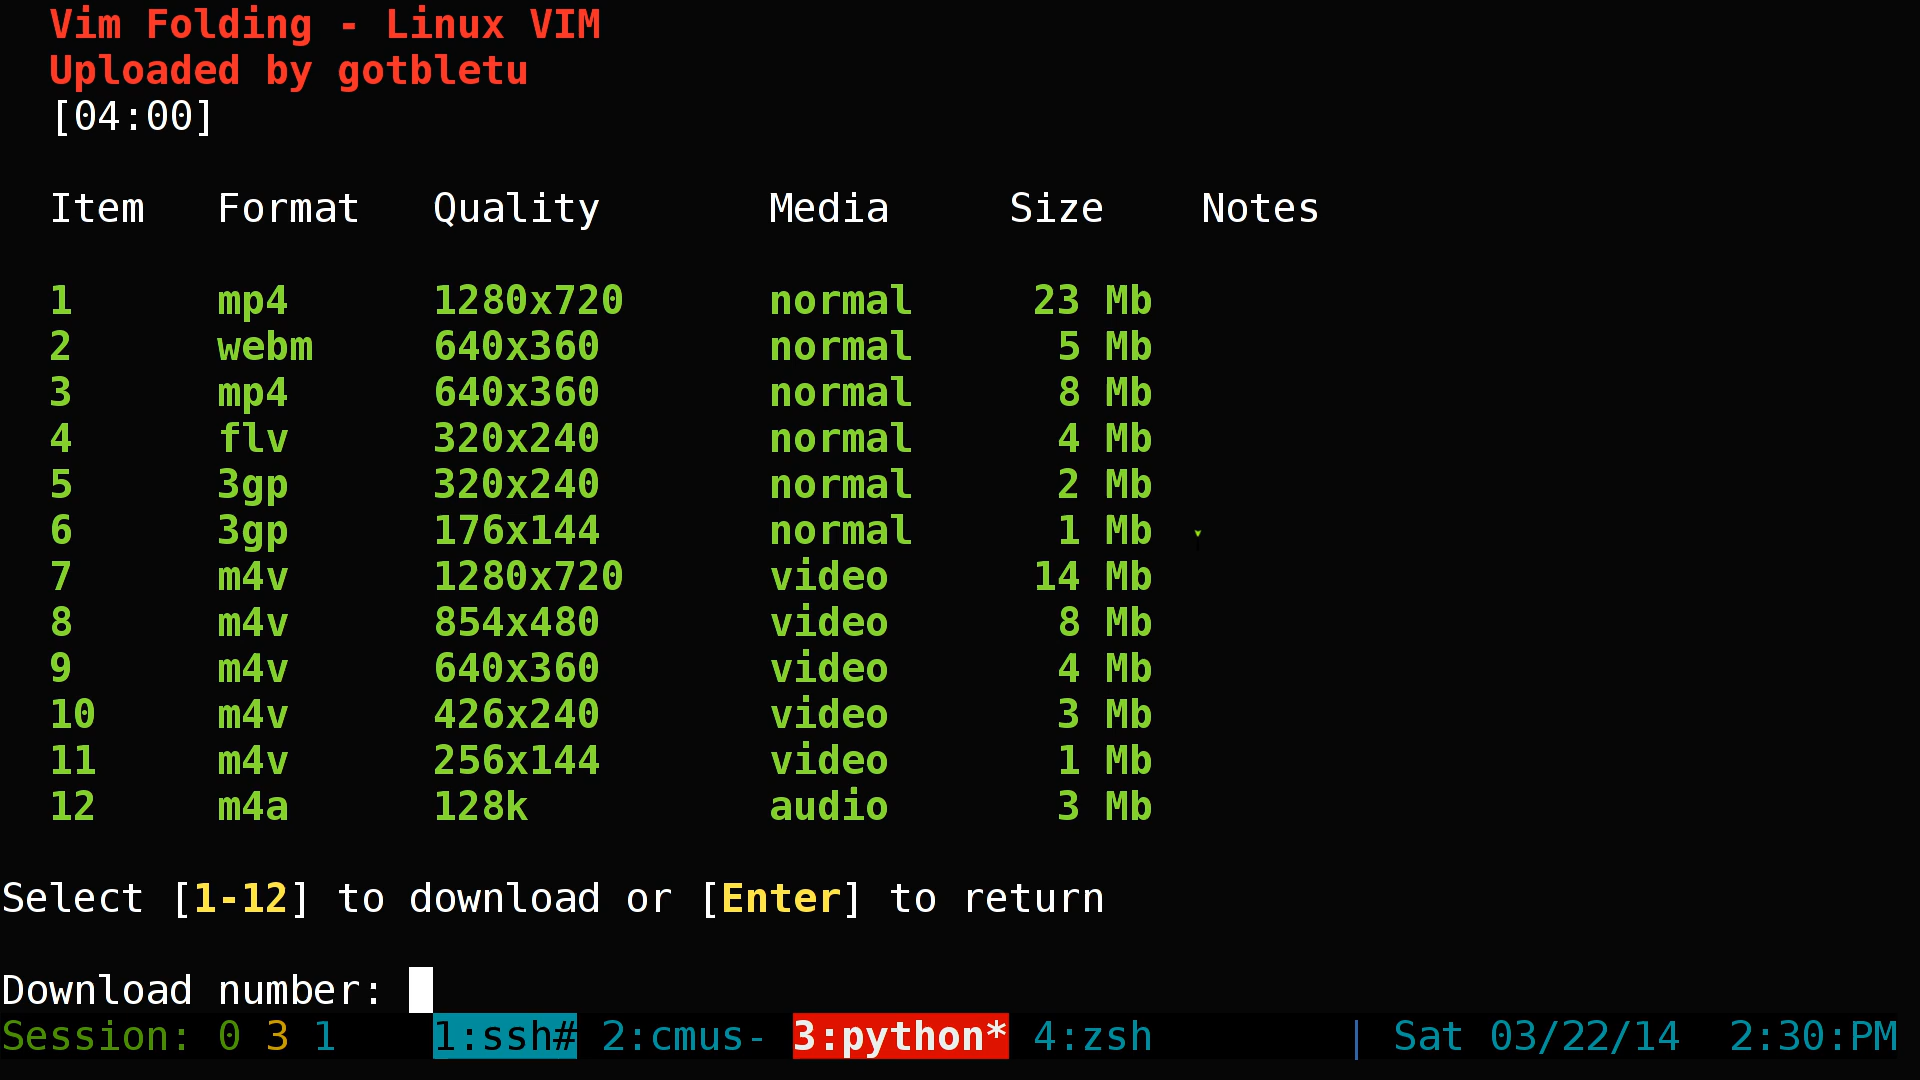 Vim Folding - Linux VIM
Uploaded by gotbletu
[04:00]
Item Format Quality Media Size Notes
1 mp4 1280x720 normal 23 Mb
2 webm 640x360 normal 5 Mb
3 mp4 640x360 normal 8 Mb
4 flv 320x240 normal 4 Mb
5 3gp 320x240 normal 2 Mb
6 3gp 176x144 normal 1 Mb
7 m4v 1280x720 video 14 Mb
8 m4v 854x480 video 8 Mb
9 m4v 640x360 video 4 Mb
10 m4v 426x240 video 3 Mb
11 m4v 256x144 video 1 Mb
12 m4a 128k audio 3 Mb
Select [1-12] to download or [Enter] to return
Download number:
Session: 0 3 1 1:ssh# 2:cmus- 3:python* 4:zsh | Sat 03/22/14 2:30:PM